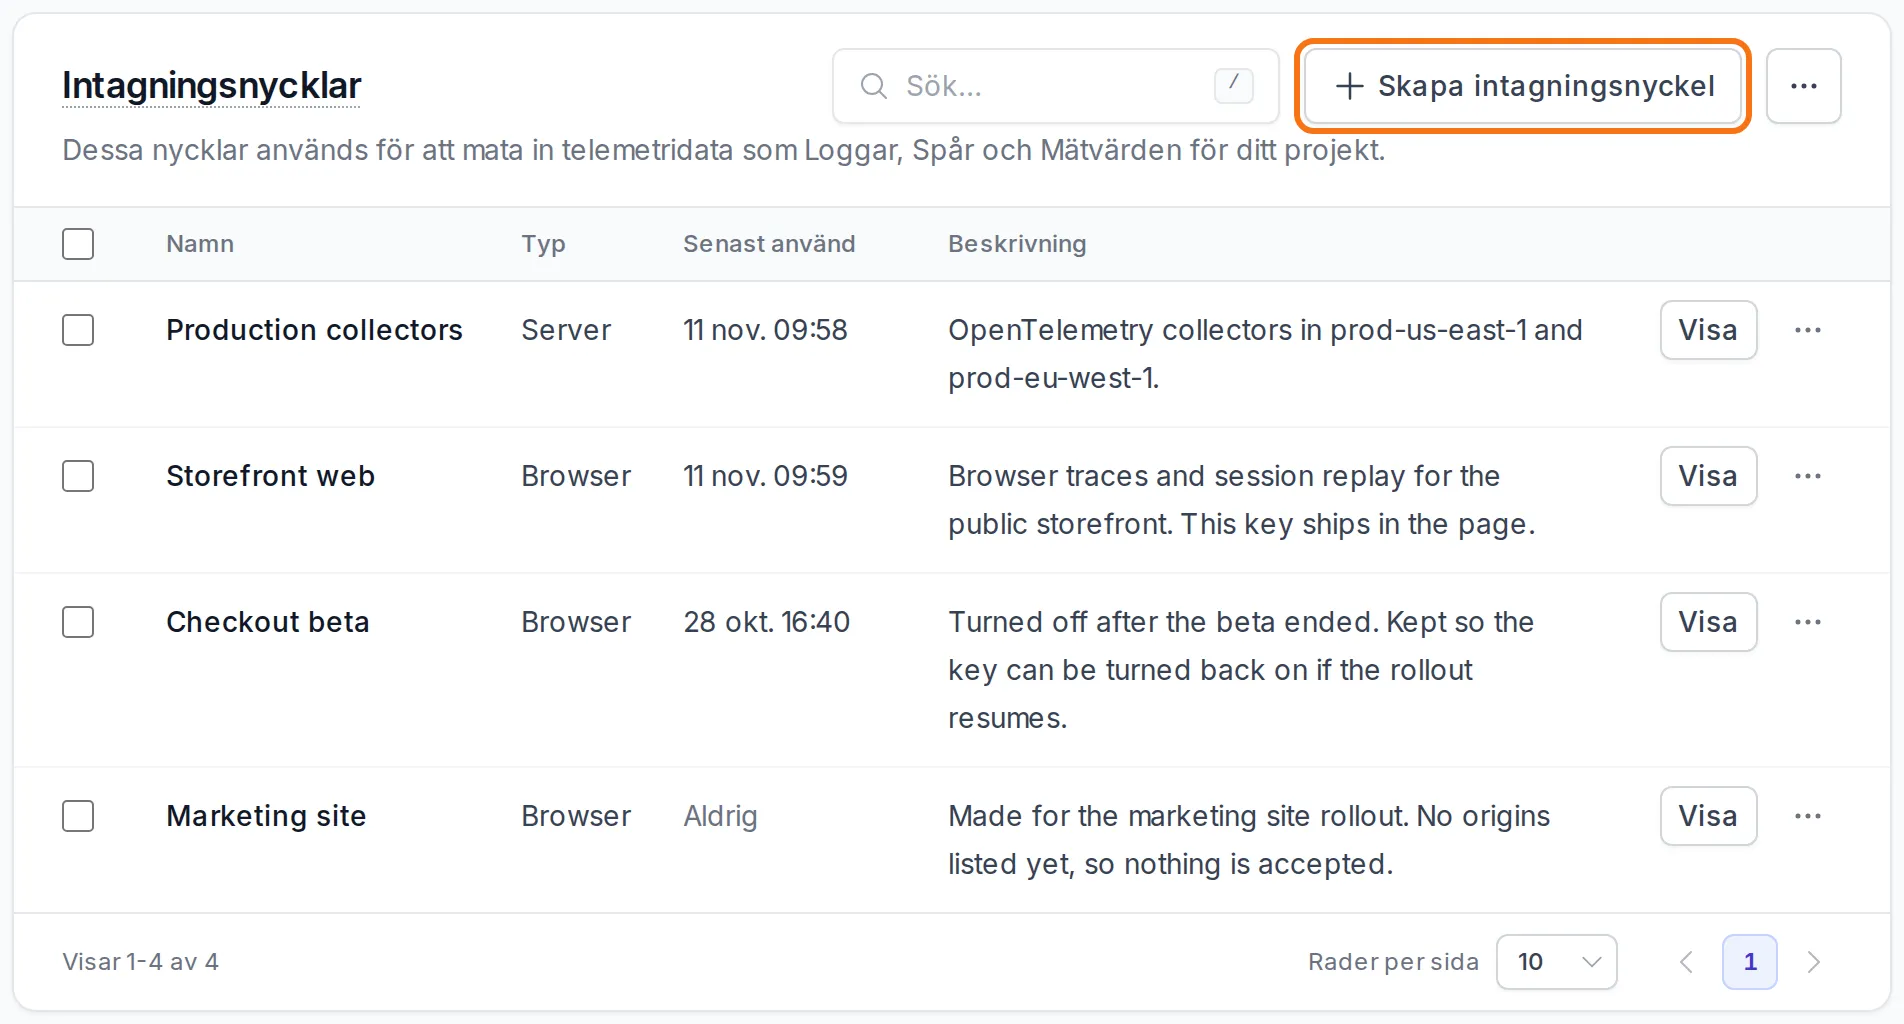 Intagningsnycklar
Sök...
/
Skapa intagningsnyckel
Dessa nycklar används för att mata in telemetridata som Loggar, Spår och Mätvärden för ditt projekt.
Namn Typ Senast använd Beskrivning
Production collectors Server 11 nov. 09:58 OpenTelemetry collectors in prod-us-east-1 and Visa
prod-eu-west-1.
Storefront web Browser 11 nov. 09:59 Browser traces and session replay for the Visa
public storefront. This key ships in the page.
Checkout beta Browser 28 okt. 16:40 Turned off after the beta ended. Kept so the Visa
key can be turned back on if the rollout
resumes.
Marketing site Browser Aldrig Made for the marketing site rollout. No origins Visa
listed yet, so nothing is accepted.
Visar 1-4 av 4 Rader per sida 10 1